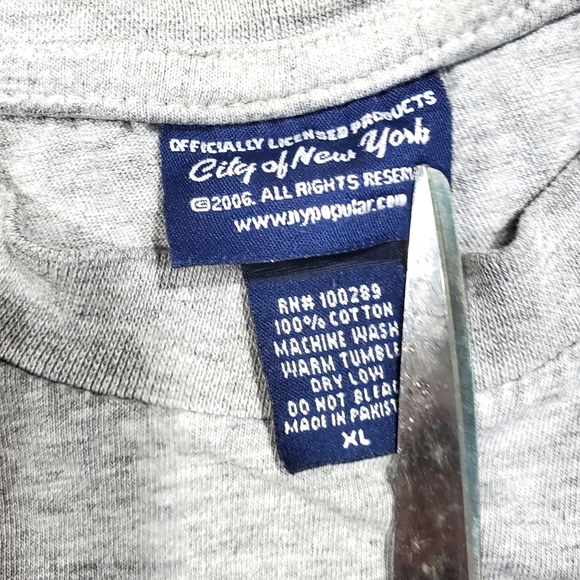 OFFICIALLY LICENSED PRODUCTS
City of New York
©2006. ALL RIGHTS RESERV
www.nypopular.com
RN# 100289
100% COTTON
MACHINE WASH
WARM TUMBLE
DRY LOW
DO NOT BLEAC
MADE IN PAKIST
XL